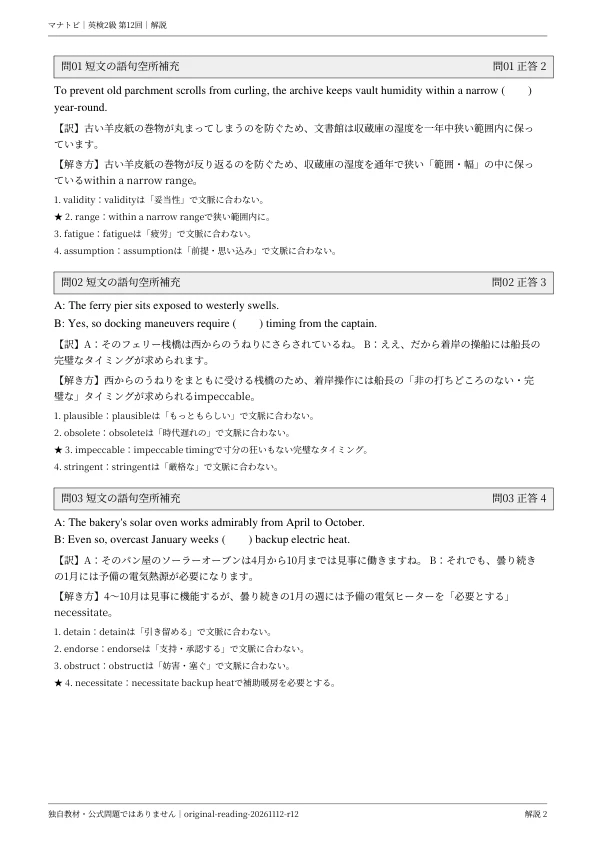 マナトビ｜英検2級 第12回｜解説
問01 短文の語句空所補充 問01 正答 2
To prevent old parchment scrolls from curling, the archive keeps vault humidity within a narrow (　　)
year-round.
【訳】古い羊皮紙の巻物が丸まってしまうのを防ぐため、文書館は収蔵庫の湿度を一年中狭い範囲内に保っ
ています。
【解き方】古い羊皮紙の巻物が反り返るのを防ぐため、収蔵庫の湿度を通年で狭い「範囲・幅」の中に保っ
ているwithin a narrow range。
1. validity：validityは「妥当性」で文脈に合わない。
★ 2. range：within a narrow rangeで狭い範囲内に。
3. fatigue：fatigueは「疲労」で文脈に合わない。
4. assumption：assumptionは「前提・思い込み」で文脈に合わない。
問02 短文の語句空所補充 問02 正答 3
A: The ferry pier sits exposed to westerly swells.
B: Yes, so docking maneuvers require (　　) timing from the captain.
【訳】A：そのフェリー桟橋は西からのうねりにさらされているね。 B：ええ、だから着岸の操船には船長の
完璧なタイミングが求められます。
【解き方】西からのうねりをまともに受ける桟橋のため、着岸操作には船長の「非の打ちどころのない・完
璧な」タイミングが求められるimpeccable。
1. plausible：plausibleは「もっともらしい」で文脈に合わない。
2. obsolete：obsoleteは「時代遅れの」で文脈に合わない。
★ 3. impeccable：impeccable timingで寸分の狂いもない完璧なタイミング。
4. stringent：stringentは「厳格な」で文脈に合わない。
問03 短文の語句空所補充 問03 正答 4
A: The bakery's solar oven works admirably from April to October.
B: Even so, overcast January weeks (　　) backup electric heat.
【訳】A：そのパン屋のソーラーオーブンは4月から10月までは見事に働きますね。 B：それでも、曇り続き
の1月には予備の電気熱源が必要になります。
【解き方】4〜10月は見事に機能するが、曇り続きの1月の週には予備の電気ヒーターを「必要とする」
necessitate。
1. detain：detainは「引き留める」で文脈に合わない。
2. endorse：endorseは「支持・承認する」で文脈に合わない。
3. obstruct：obstructは「妨害・塞ぐ」で文脈に合わない。
★ 4. necessitate：necessitate backup heatで補助暖房を必要とする。
独自教材・公式問題ではありません｜original-reading-20261112-r12 解説 2